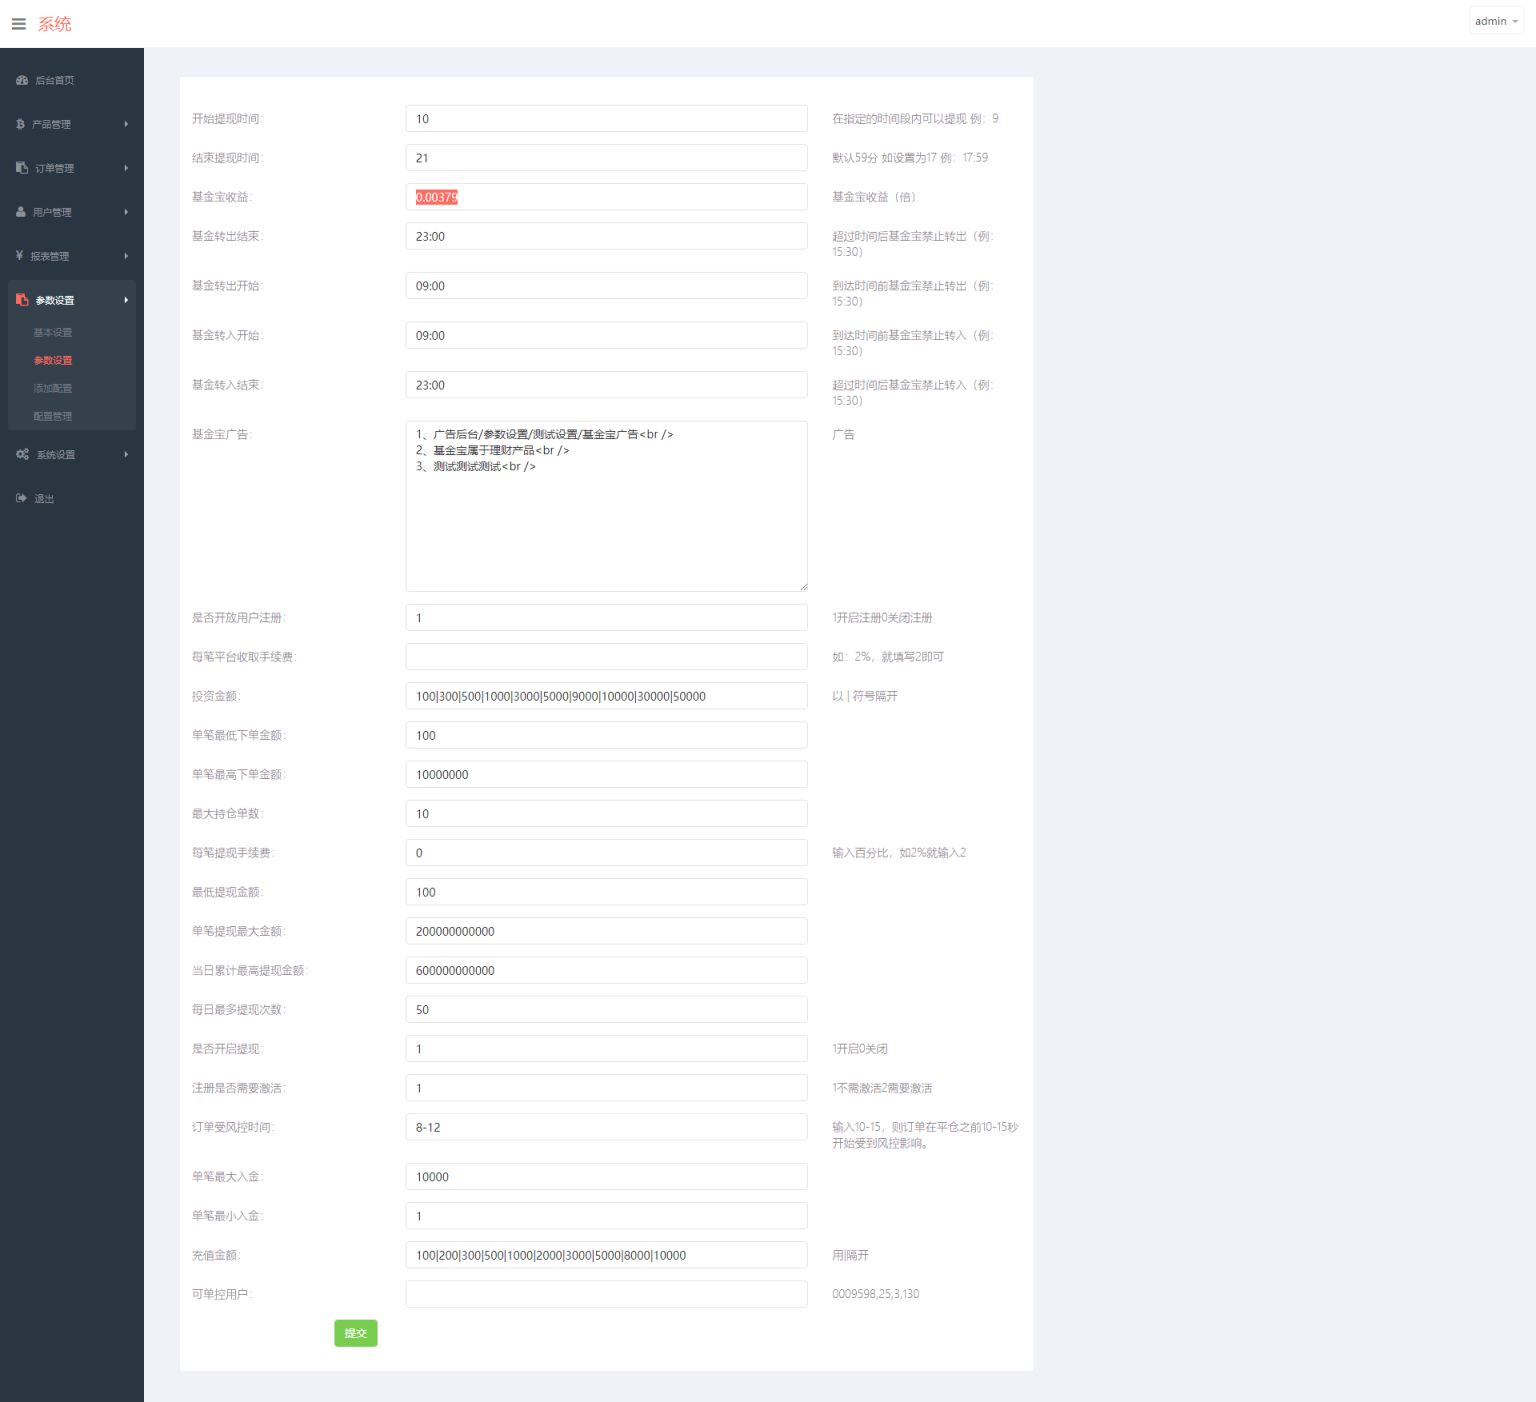 系统
admin
后台首页
产品管理
订单管理
用户管理
报表管理
参数设置
基本设置
参数设置
添加配置
配置管理
系统设置
退出
开始提现时间： 10 在指定的时间段内可以提现 例：9
结束提现时间： 21 默认59分 如设置为17 例：17:59
基金宝收益： 0.00379 基金宝收益（倍）
基金转出结束： 23:00 超过时间后基金宝禁止转出（例：
15:30）
基金转出开始： 09:00 到达时间前基金宝禁止转出（例：
15:30）
基金转入开始： 09:00 到达时间前基金宝禁止转入（例：
15:30）
基金转入结束： 23:00 超过时间后基金宝禁止转入（例：
15:30）
基金宝广告： 1、广告后台/参数设置/测试设置/基金宝广告<br /> 广告
2、基金宝属于理财产品<br />
3、测试测试测试<br />
是否开放用户注册： 1 1开启注册0关闭注册
每笔平台收取手续费： 如：2%，就填写2即可
投资金额： 100|300|500|1000|3000|5000|9000|10000|30000|50000 以 | 符号隔开
单笔最低下单金额： 100
单笔最高下单金额： 10000000
最大持仓单数： 10
每笔提现手续费： 0 输入百分比，如2%就输入2
最低提现金额： 100
单笔提现最大金额： 200000000000
当日累计最高提现金额： 600000000000
每日最多提现次数： 50
是否开启提现： 1 1开启0关闭
注册是否需要激活： 1 1不需激活2需要激活
订单受风控时间： 8-12 输入10-15，则订单在平仓之前10-15秒
开始受到风控影响。
单笔最大入金： 10000
单笔最小入金： 1
充值金额： 100|200|300|500|1000|2000|3000|5000|8000|10000 用|隔开
可单控用户： 0009598,25,3,130
提交